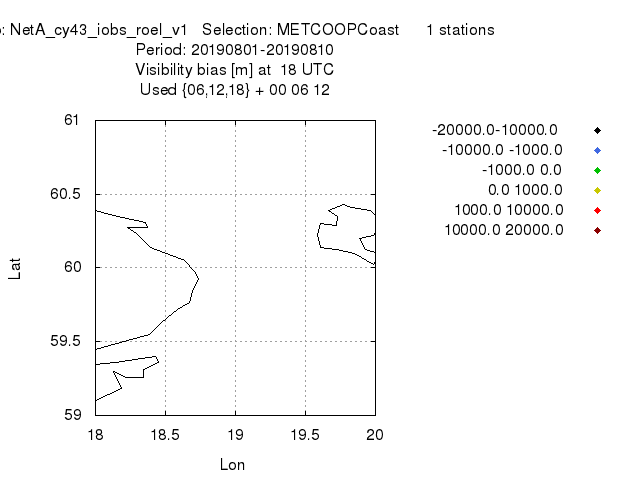 : NetA_cy43_iobs_roel_v1 Selection: METCOOPCoast 1 stations
Period: 20190801-20190810
Visibility bias [m] at 18 UTC
Used {06,12,18} + 00 06 12
-20000.0-10000.0
-10000.0 -1000.0
-1000.0 0.0
0.0 1000.0
1000.0 10000.0
10000.0 20000.0
61
60.5
60
59.5
59
Lat
18 18.5 19 19.5 20
Lon